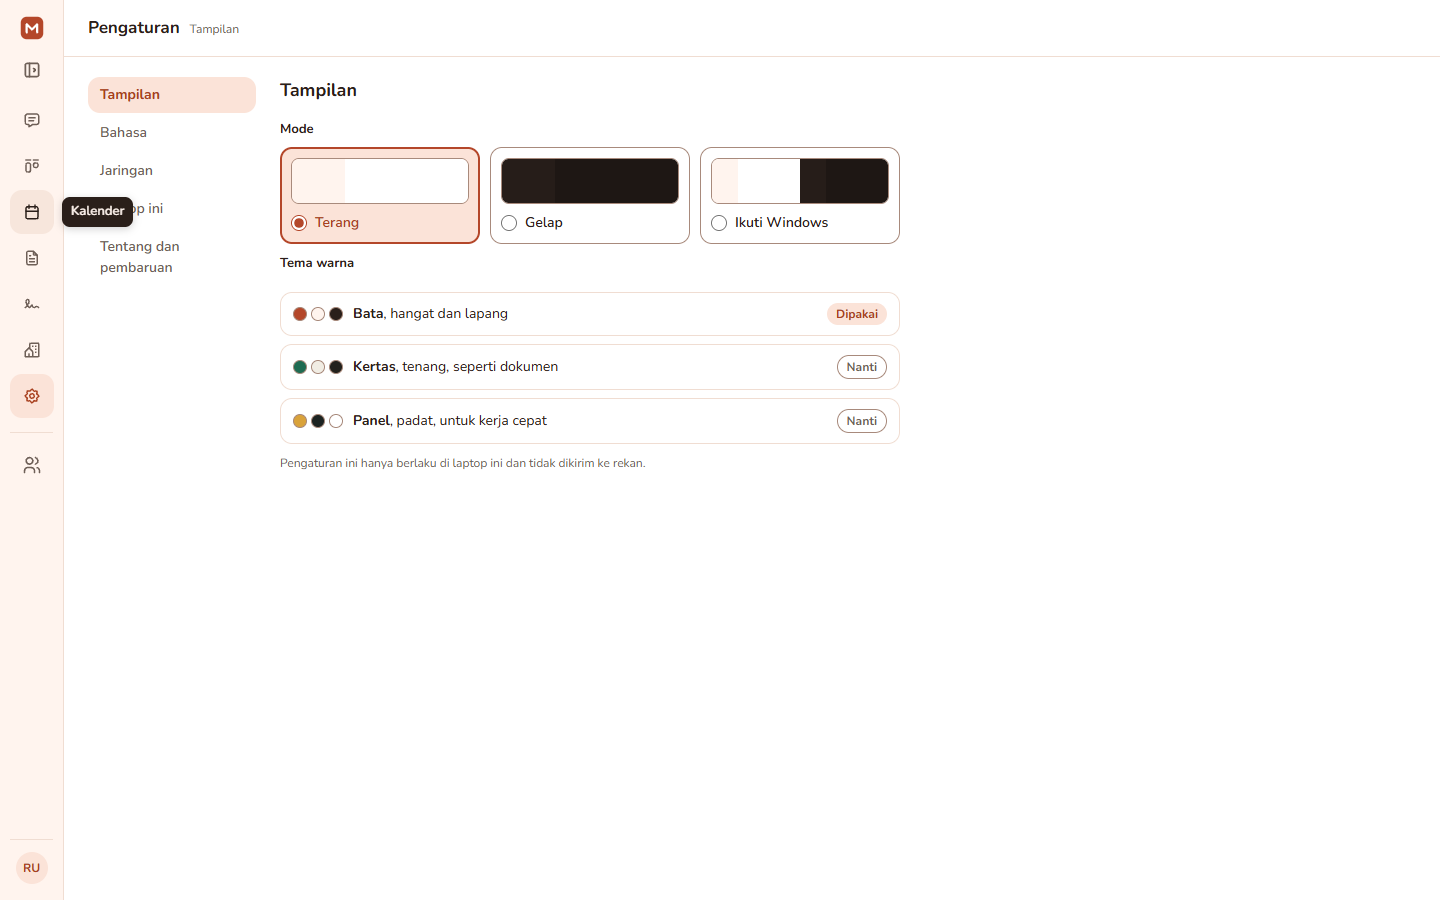 M
Pengaturan Tampilan
Tampilan
Bahasa
Jaringan
Kalender
ini
Tentang dan
pembaruan
Tampilan
Mode
Terang
Gelap
Ikuti Windows
Tema warna
Bata, hangat dan lapang
Dipakai
Kertas, tenang, seperti dokumen
Nanti
Panel, padat, untuk kerja cepat
Nanti
Pengaturan ini hanya berlaku di laptop ini dan tidak dikirim ke rekan.
RU